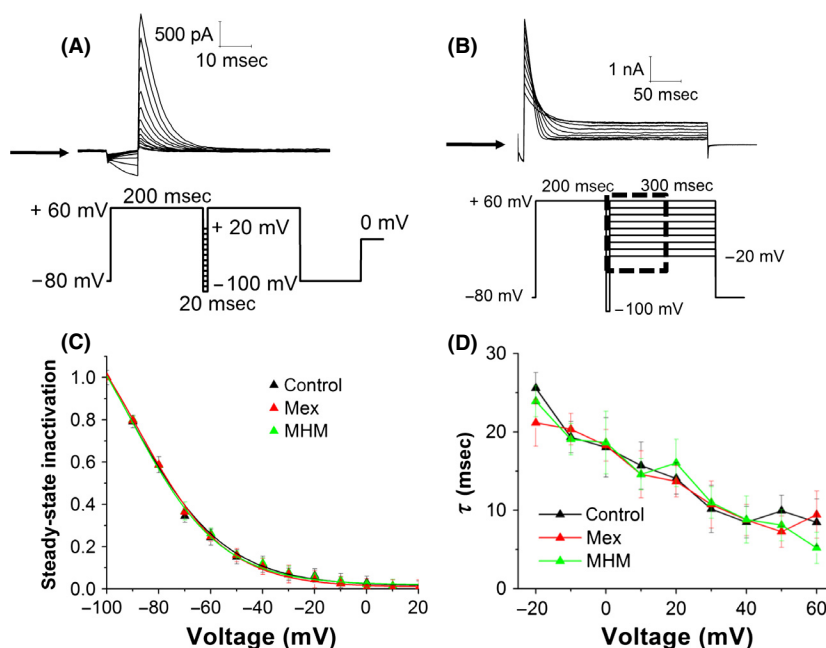 (A)
500 pA
10 msec
200 msec
+ 60 mV
+ 20 mV
0 mV
−80 mV
−100 mV
20 msec
(B)
1 nA
50 msec
200 msec
300 msec
+ 60 mV
−20 mV
−80 mV
−100 mV
(C)
Steady-state inactivation
1.0
0.8
0.6
0.4
0.2
0.0
Control
Mex
MHM
−100
−80
−60
−40
−20
0
20
Voltage (mV)
(D)
τ (msec)
30
20
10
0
Control
Mex
MHM
−20
0
20
40
60
Voltage (mV)